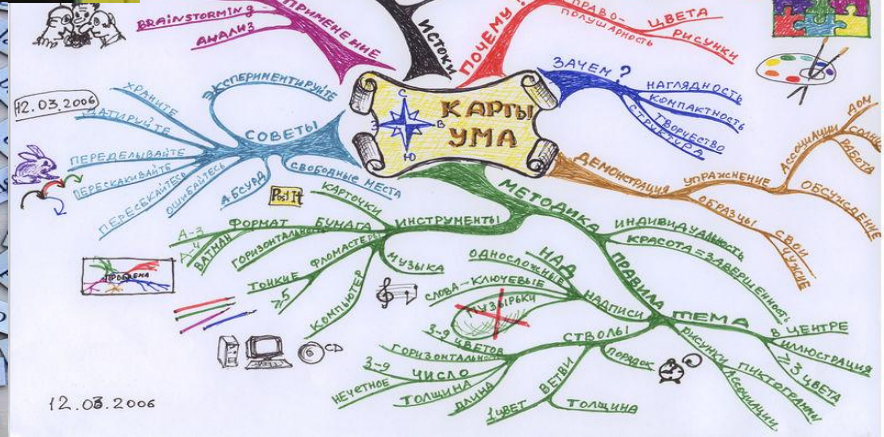 КАРТЫ
УМА
С
В
Ю
З
ПРИМЕНЕНИЕ
BRAINSTORMING
АНАЛИЗ
ИСТОКИ
ПОЧЕМУ?
ПРАВО-
ПОЛУШАРНОСТЬ
ЦВЕТА
РИСУНКИ
ЗАЧЕМ?
НАГЛЯДНОСТЬ
КОМПАКТНОСТЬ
ТВОРЧЕСТВО
СТРУКТУРА
ДЕМОНСТРАЦИЯ
УПРАЖНЕНИЕ
АССОЦИАЦИИ
ДОМ
СОЛНЦЕ
РАБОТА
ОБСУЖДЕНИЕ
ОБРАЗЦЫ
СВОИ
ЧУЖИЕ
СОВЕТЫ
ЭКСПЕРИМЕНТИРУЙТЕ
ХРАНИТЕ
ДАТИРУЙТЕ
12.03.2006
ПЕРЕДЕЛЫВАЙТЕ
ПЕРЕСКАКИВАЙТЕ
ПЕРЕСЕКАЙТЕСЬ
ОШИБАЙТЕСЬ
АБСУРД
СВОБОДНЫЕ МЕСТА
МЕТОДИКА
ИНСТРУМЕНТЫ
Post It
КАРТОЧКИ
БУМАГА
ФОРМАТ
А-3
А-4
ВАТМАН
ГОРИЗОНТАЛЬНО
ФЛОМАСТЕРЫ
ТОНКИЕ
≥5
КОМПЬЮТЕР
МУЗЫКА
CD
ПРОБЛЕМА
ПРАВИЛА
ИНДИВИДУАЛЬНОСТЬ
КРАСОТА=ЗАВЕРШЕННОСТЬ
НАДПИСИ
НАД
ОДНОСЛОЖНЫЕ
СЛОВА-КЛЮЧЕВЫЕ
ПУЗЫРЬКИ
ТЕМА
В ЦЕНТРЕ
ИЛЛЮСТРАЦИЯ
≥3 ЦВЕТА
РИСУНКИ
ПИКТОГРАММЫ
АССОЦИАЦИИ
СТВОЛЫ
3-9 ЦВЕТОВ
ГОРИЗОНТАЛЬНО
ЧИСЛО
3-9
НЕЧЕТНОЕ
ТОЛЩИНА
ДЛИНА
ПОРЯДОК
ВЕТВИ
1 ЦВЕТ
ТОЛЩИНА
12.03.2006